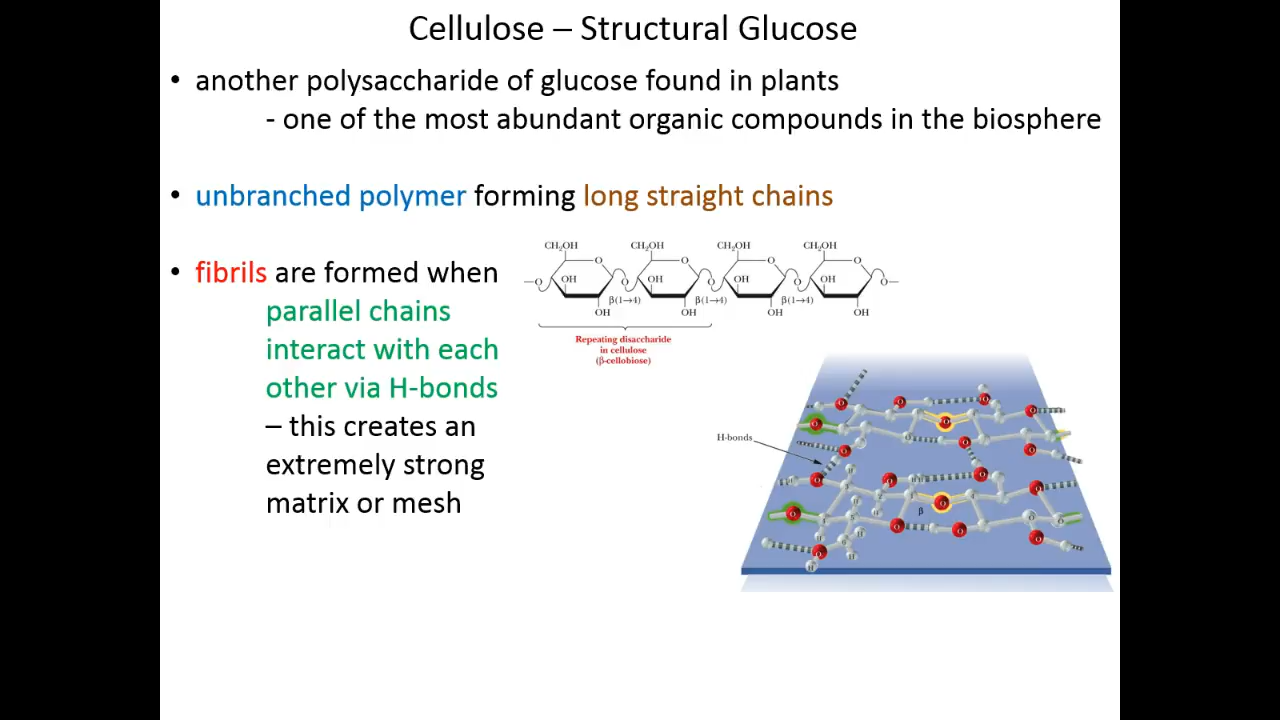 Cellulose – Structural Glucose
• another polysaccharide of glucose found in plants
- one of the most abundant organic compounds in the biosphere
• unbranched polymer forming long straight chains
• fibrils are formed when
parallel chains
interact with each
other via H-bonds
– this creates an
extremely strong
matrix or mesh
CH₂OH CH₂OH CH₂OH CH₂OH
O O O O
O OH O OH O OH O OH O
β(1→4) β(1→4) β(1→4)
OH OH OH OH
Repeating disaccharide
in cellulose
(β-cellobiose)
H-bonds
β